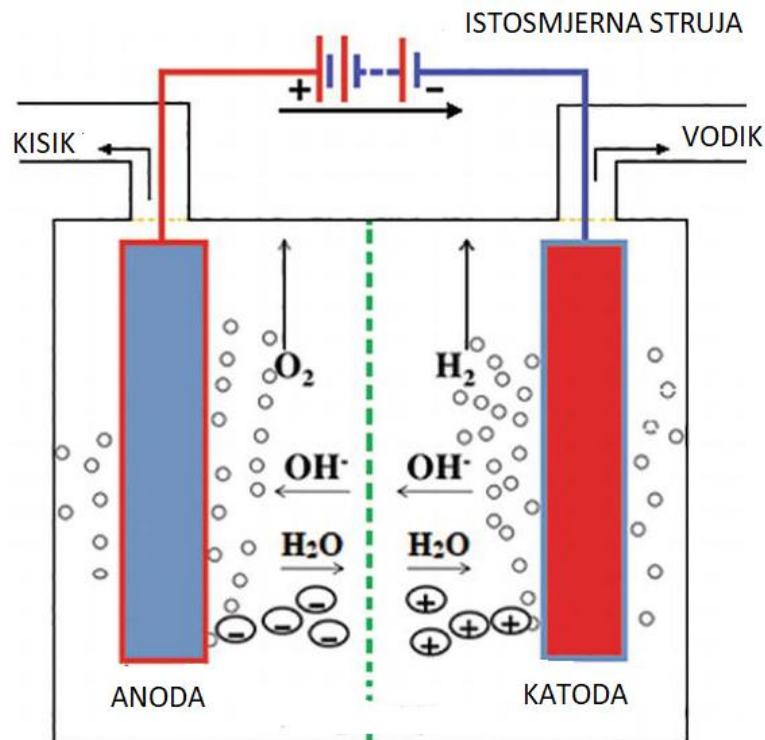 ISTOSMJERNA STRUJA
+ -
KISIK
VODIK
O₂ H₂
OH⁻ OH⁻
H₂O H₂O
- - - -
+ + + +
ANODA
KATODA